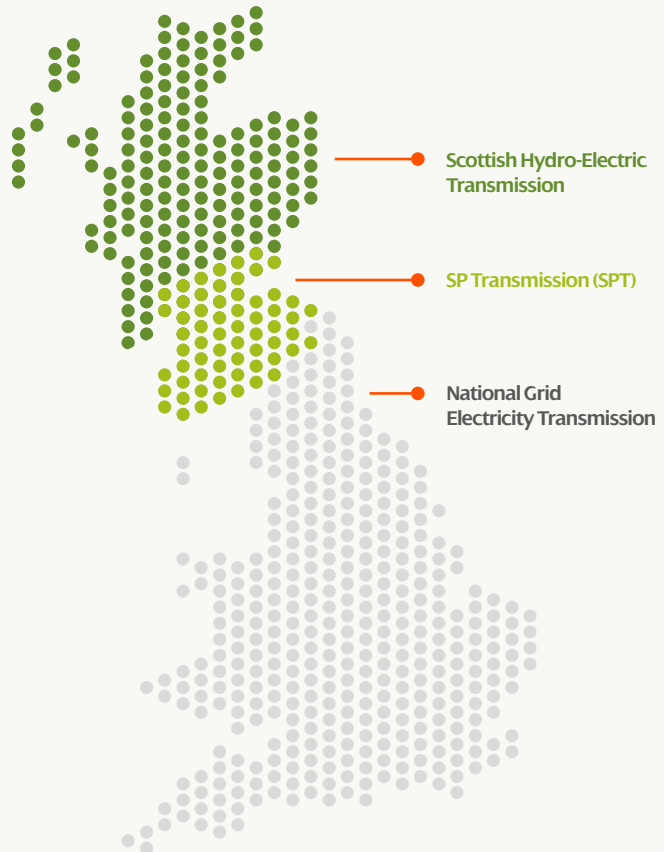 Scottish Hydro-Electric
Transmission
SP Transmission (SPT)
National Grid
Electricity Transmission